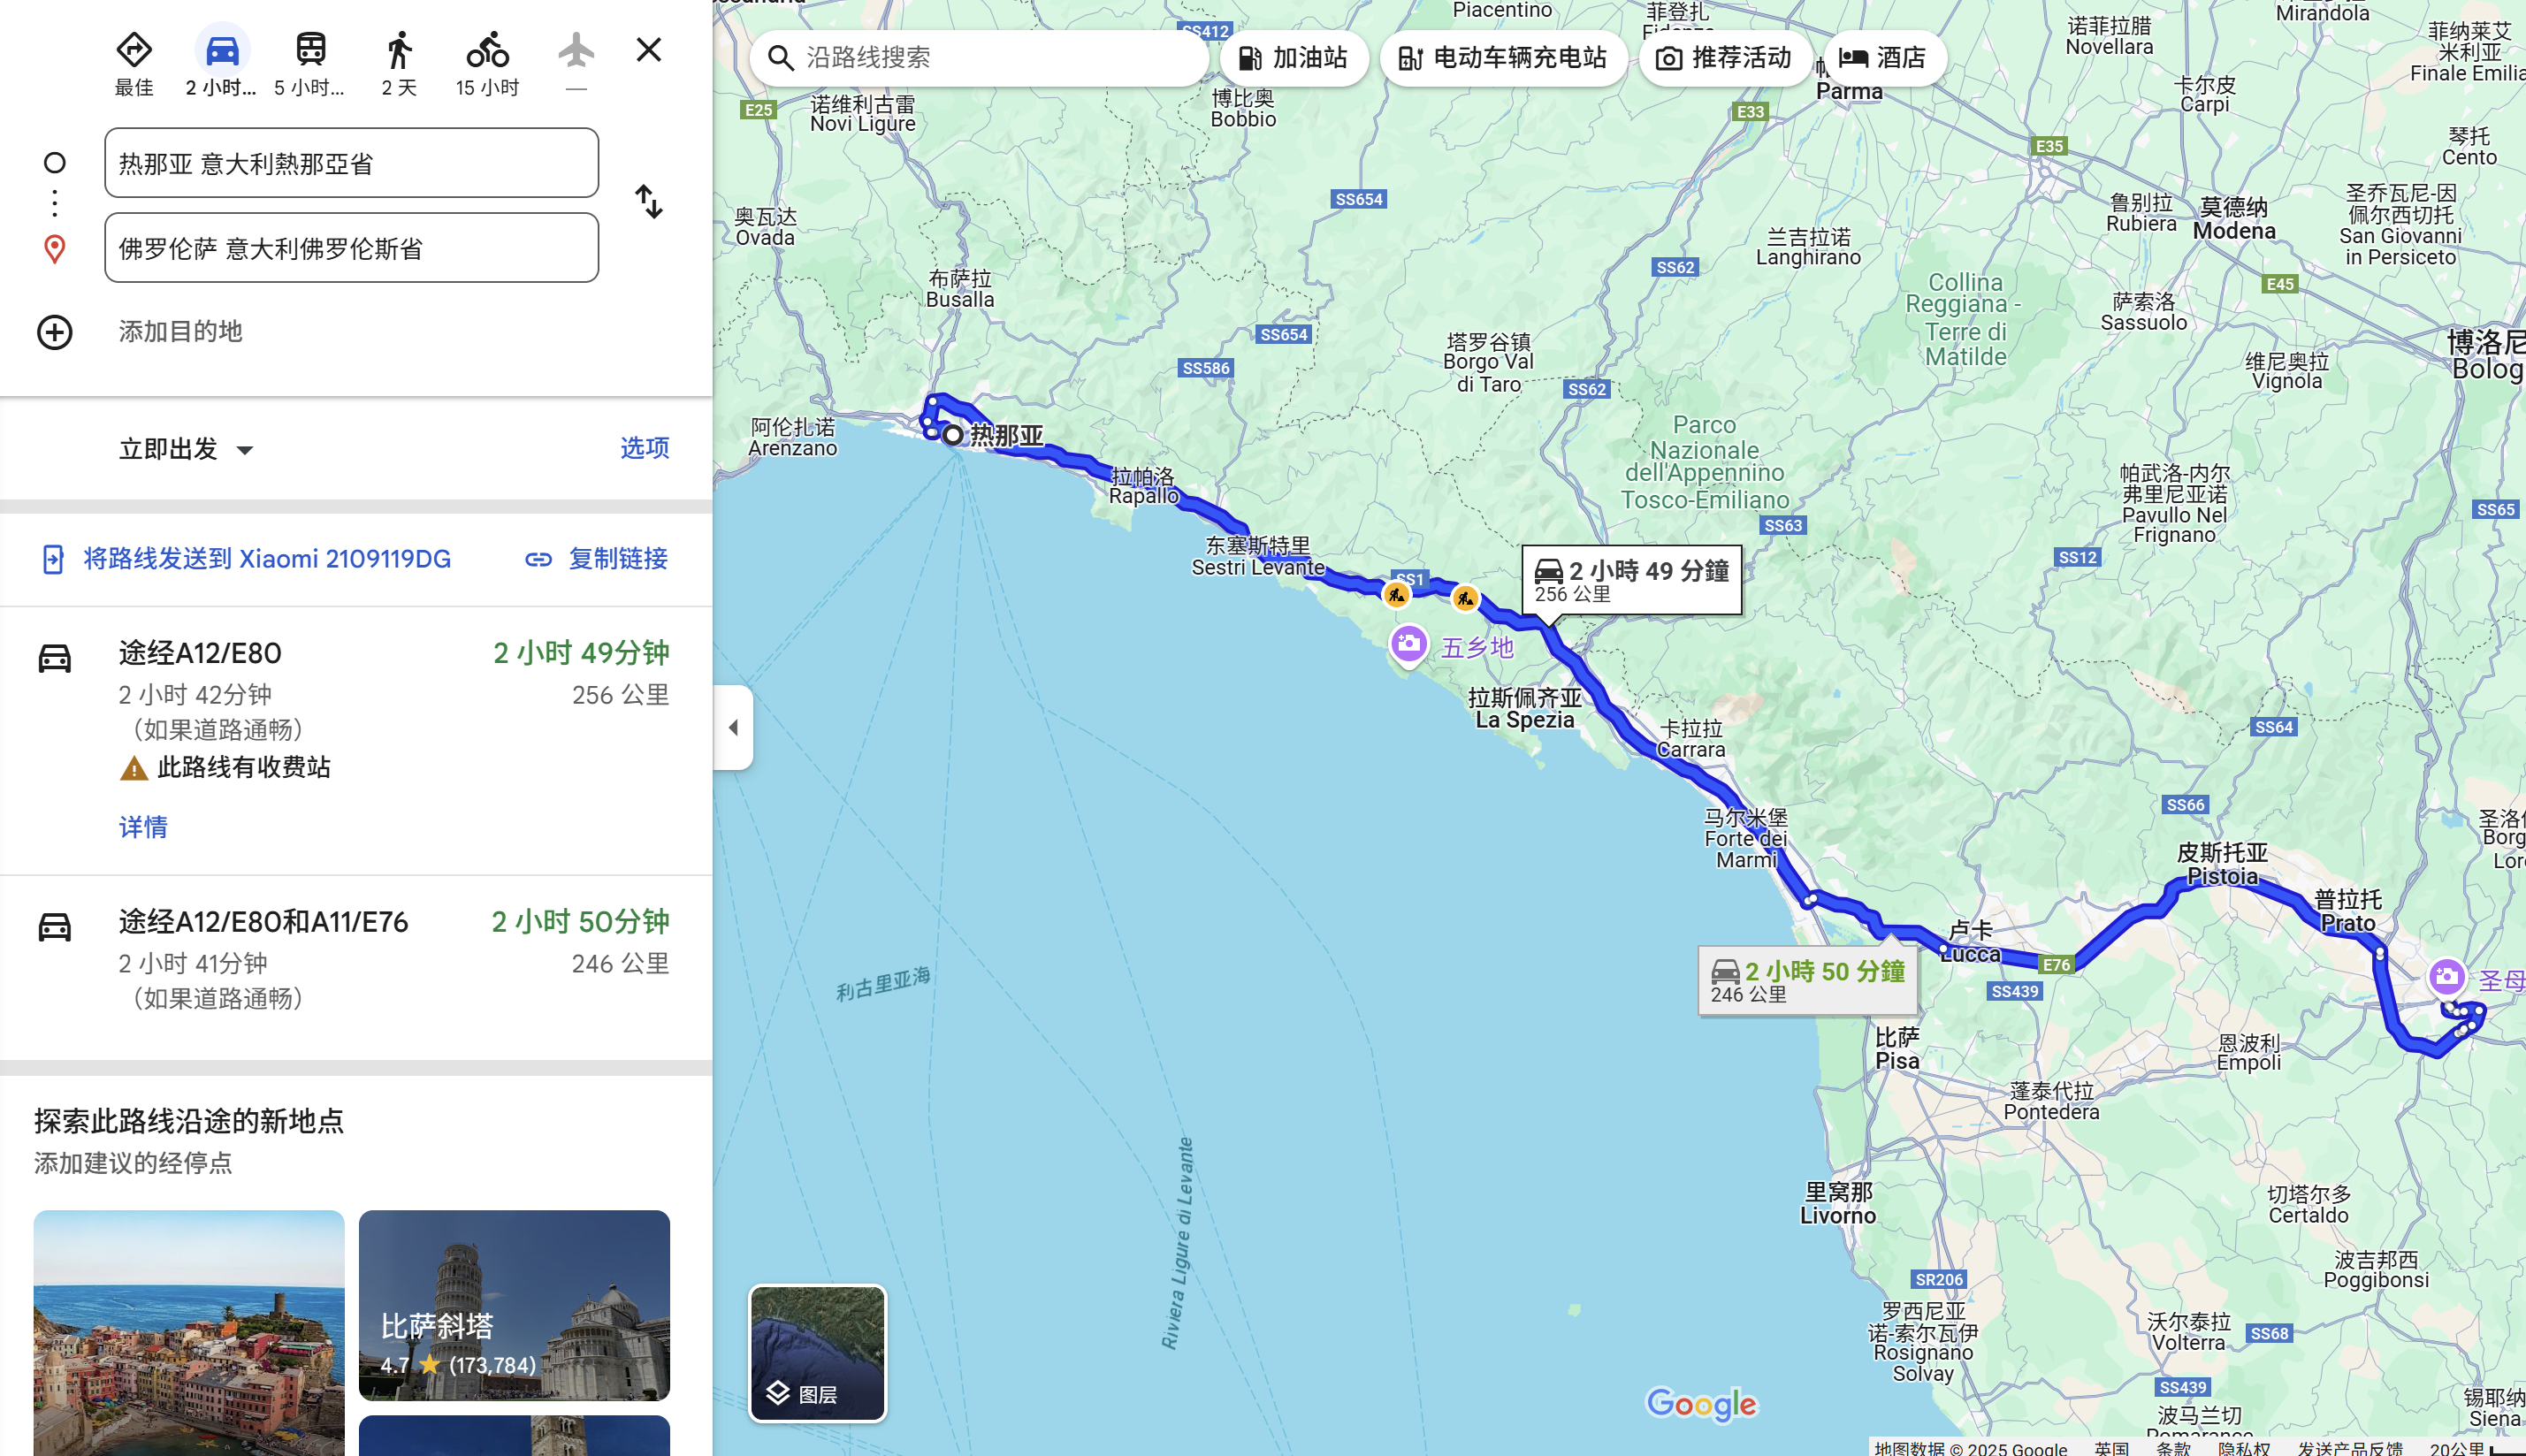 最佳
2 小时...
5 小时...
2 天
15 小时
—
热那亚 意大利熱那亞省
佛罗伦萨 意大利佛罗伦斯省
添加目的地
立即出发
选项
将路线发送到 Xiaomi 2109119DG
复制链接
途经A12/E80
2 小时 49分钟
2 小时 42分钟
256 公里
（如果道路通畅）
此路线有收费站
详情
途经A12/E80和A11/E76
2 小时 50分钟
2 小时 41分钟
246 公里
（如果道路通畅）
探索此路线沿途的新地点
添加建议的经停点
比萨斜塔
4.7 ★ (173,784)
沿路线搜索
加油站
电动车辆充电站
推荐活动
酒店
Piacentino
菲登扎
SS412
Parma
诺菲拉腊
Novellara
Mirandola
菲纳莱艾
米利亚
Finale Emilia
卡尔皮
Carpi
E25
诺维利古雷
Novi Ligure
博比奥
Bobbio
E33
E35
琴托
Cento
奥瓦达
Ovada
SS654
鲁别拉
Rubiera
莫德纳
Modena
圣乔瓦尼-因
佩尔西切托
San Giovanni
in Persiceto
兰吉拉诺
Langhirano
SS62
布萨拉
Busalla
Collina
Reggiana -
Terre di
Matilde
E45
萨索洛
Sassuolo
SS654
塔罗谷镇
Borgo Val
di Taro
SS586
SS62
维尼奥拉
Vignola
博洛尼
Bolog
阿伦扎诺
Arenzano
热那亚
Parco
Nazionale
dell'Appennino
Tosco-Emiliano
SS63
拉帕洛
Rapallo
帕武洛-内尔
弗里尼亚诺
Pavullo Nel
Frignano
SS65
SS12
东塞斯特里
Sestri Levante
SS1
2 小時 49 分鐘
256 公里
五乡地
拉斯佩齐亚
La Spezia
卡拉拉
Carrara
SS64
SS66
马尔米堡
Forte dei
Marmi
皮斯托亚
Pistoia
普拉托
Prato
卢卡
Lucca
E76
SS439
2 小時 50 分鐘
246 公里
圣母
利古里亚海
比萨
Pisa
恩波利
Empoli
蓬泰代拉
Pontedera
Riviera Ligure di Levante
里窝那
Livorno
切塔尔多
Certaldo
波吉邦西
Poggibonsi
SR206
罗西尼亚
诺-索尔瓦伊
Rosignano
Solvay
沃尔泰拉
Volterra
SS68
SS439
波马兰切
锡耶纳
Siena
图层
Google
地图数据 © 2025 Google 英国 条款 隐私权 发送产品反馈 20公里